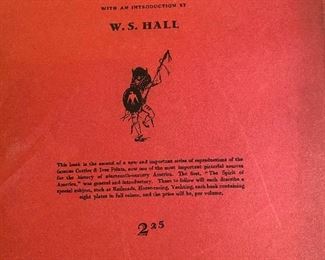 WITH AN INTRODUCTION BY
W. S. HALL
This book is the second of a new and important series of reproductions of the
famous Currier & Ives Prints, now one of the most important pictorial sources
for the history of nineteenth-century America. The first, "The Spirit of
America," was general and introductory. Those to follow will each describe a
special subject, such as Railroads, Horse-racing, Yachting, each book containing
eight plates in full colour, and the price will be, per volume,
2 25